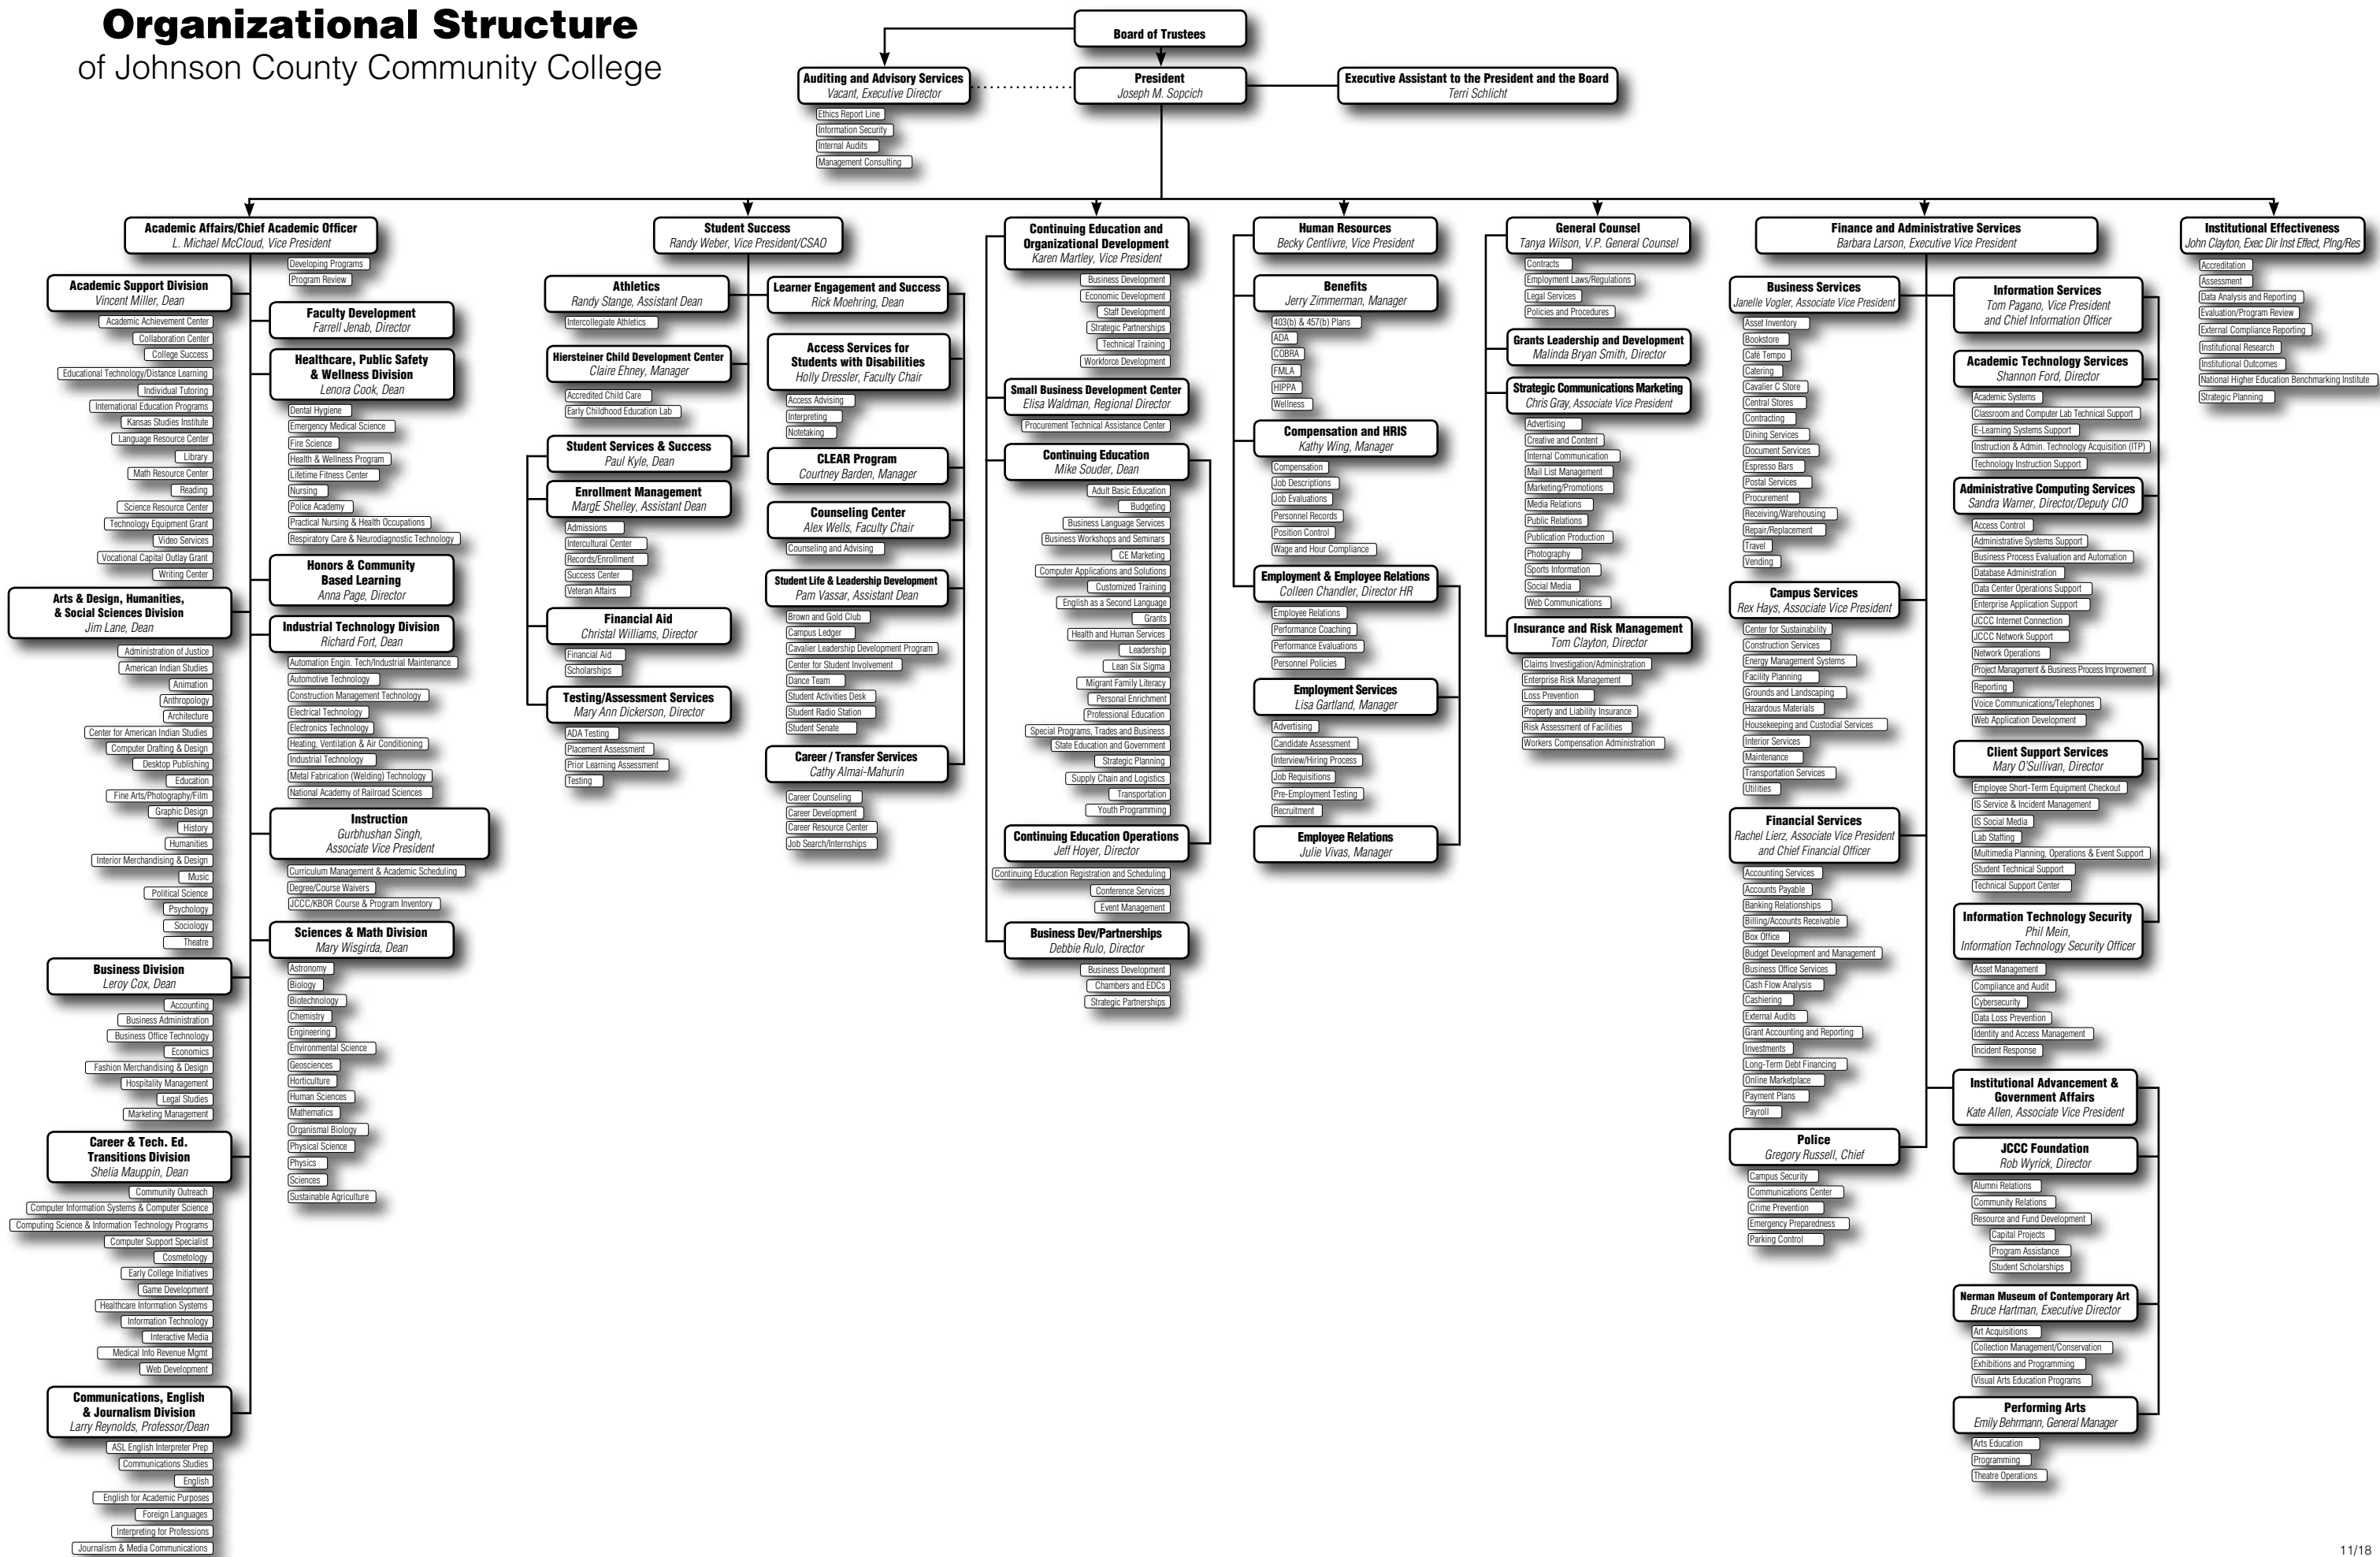 Organizational Structure
of Johnson County Community College
Board of Trustees
Auditing and Advisory Services
Vacant, Executive Director
Ethics Report Line
Information Security
Internal Audits
Management Consulting
President
Joseph M. Sopcich
Executive Assistant to the President and the Board
Terri Schlicht
Academic Affairs/Chief Academic Officer
L. Michael McCloud, Vice President
Developing Programs
Program Review
Academic Support Division
Vincent Miller, Dean
Academic Achievement Center
Collaboration Center
College Success
Educational Technology/Distance Learning
Individual Tutoring
International Education Programs
Kansas Studies Institute
Language Resource Center
Library
Math Resource Center
Reading
Science Resource Center
Technology Equipment Grant
Video Services
Vocational Capital Outlay Grant
Writing Center
Arts & Design, Humanities,
& Social Sciences Division
Jim Lane, Dean
Administration of Justice
American Indian Studies
Animation
Anthropology
Architecture
Center for American Indian Studies
Computer Drafting & Design
Desktop Publishing
Education
Fine Arts/Photography/Film
Graphic Design
History
Humanities
Interior Merchandising & Design
Music
Political Science
Psychology
Sociology
Theatre
Business Division
Leroy Cox, Dean
Accounting
Business Administration
Business Office Technology
Economics
Fashion Merchandising & Design
Hospitality Management
Legal Studies
Marketing Management
Career & Tech. Ed.
Transitions Division
Shelia Mauppin, Dean
Community Outreach
Computer Information Systems & Computer Science
Computing Science & Information Technology Programs
Computer Support Specialist
Cosmetology
Early College Initiatives
Game Development
Healthcare Information Systems
Information Technology
Interactive Media
Medical Info Revenue Mgmt
Web Development
Communications, English
& Journalism Division
Larry Reynolds, Professor/Dean
ASL English Interpreter Prep
Communications Studies
English
English for Academic Purposes
Foreign Languages
Interpreting for Professions
Journalism & Media Communications
Faculty Development
Farrell Jenab, Director
Healthcare, Public Safety
& Wellness Division
Lenora Cook, Dean
Dental Hygiene
Emergency Medical Science
Fire Science
Health & Wellness Program
Lifetime Fitness Center
Nursing
Police Academy
Practical Nursing & Health Occupations
Respiratory Care & Neurodiagnostic Technology
Honors & Community
Based Learning
Anna Page, Director
Industrial Technology Division
Richard Fort, Dean
Automation Engin. Tech/Industrial Maintenance
Automotive Technology
Construction Management Technology
Electrical Technology
Electronics Technology
Heating, Ventilation & Air Conditioning
Industrial Technology
Metal Fabrication (Welding) Technology
National Academy of Railroad Sciences
Instruction
Gurbhushan Singh,
Associate Vice President
Curriculum Management & Academic Scheduling
Degree/Course Waivers
JCCC/KBOR Course & Program Inventory
Sciences & Math Division
Mary Wisgirda, Dean
Astronomy
Biology
Biotechnology
Chemistry
Engineering
Environmental Science
Geosciences
Horticulture
Human Sciences
Mathematics
Organismal Biology
Physical Science
Physics
Sciences
Sustainable Agriculture
Student Success
Randy Weber, Vice President/CSAO
Athletics
Randy Stange, Assistant Dean
Intercollegiate Athletics
Hiersteiner Child Development Center
Claire Ehney, Manager
Accredited Child Care
Early Childhood Education Lab
Student Services & Success
Paul Kyle, Dean
Enrollment Management
MargE Shelley, Assistant Dean
Admissions
Intercultural Center
Records/Enrollment
Success Center
Veteran Affairs
Financial Aid
Christal Williams, Director
Financial Aid
Scholarships
Testing/Assessment Services
Mary Ann Dickerson, Director
ADA Testing
Placement Assessment
Prior Learning Assessment
Testing
Learner Engagement and Success
Rick Moehring, Dean
Access Services for
Students with Disabilities
Holly Dressler, Faculty Chair
Access Advising
Interpreting
Notetaking
CLEAR Program
Courtney Barden, Manager
Counseling Center
Alex Wells, Faculty Chair
Counseling and Advising
Student Life & Leadership Development
Pam Vassar, Assistant Dean
Brown and Gold Club
Campus Ledger
Cavalier Leadership Development Program
Center for Student Involvement
Dance Team
Student Activities Desk
Student Radio Station
Student Senate
Career / Transfer Services
Cathy Almai-Mahurin
Career Counseling
Career Development
Career Resource Center
Job Search/Internships
Continuing Education and
Organizational Development
Karen Martley, Vice President
Business Development
Economic Development
Staff Development
Strategic Partnerships
Technical Training
Workforce Development
Small Business Development Center
Elisa Waldman, Regional Director
Procurement Technical Assistance Center
Continuing Education
Mike Souder, Dean
Adult Basic Education
Budgeting
Business Language Services
Business Workshops and Seminars
CE Marketing
Computer Applications and Solutions
Customized Training
English as a Second Language
Grants
Health and Human Services
Leadership
Lean Six Sigma
Migrant Family Literacy
Personal Enrichment
Professional Education
Special Programs, Trades and Business
State Education and Government
Strategic Planning
Supply Chain and Logistics
Transportation
Youth Programming
Continuing Education Operations
Jeff Hoyer, Director
Continuing Education Registration and Scheduling
Conference Services
Event Management
Business Dev/Partnerships
Debbie Rulo, Director
Business Development
Chambers and EDCs
Strategic Partnerships
Human Resources
Becky Centlivre, Vice President
Benefits
Jerry Zimmerman, Manager
403(b) & 457(b) Plans
ADA
COBRA
FMLA
HIPPA
Wellness
Compensation and HRIS
Kathy Wing, Manager
Compensation
Job Descriptions
Job Evaluations
Personnel Records
Position Control
Wage and Hour Compliance
Employment & Employee Relations
Colleen Chandler, Director HR
Employee Relations
Performance Coaching
Performance Evaluations
Personnel Policies
Employment Services
Lisa Gartland, Manager
Advertising
Candidate Assessment
Interview/Hiring Process
Job Requisitions
Pre-Employment Testing
Recruitment
Employee Relations
Julie Vivas, Manager
General Counsel
Tanya Wilson, V.P. General Counsel
Contracts
Employment Laws/Regulations
Legal Services
Policies and Procedures
Grants Leadership and Development
Malinda Bryan Smith, Director
Strategic Communications Marketing
Chris Gray, Associate Vice President
Advertising
Creative and Content
Internal Communication
Mail List Management
Marketing/Promotions
Media Relations
Public Relations
Publication Production
Photography
Sports Information
Social Media
Web Communications
Insurance and Risk Management
Tom Clayton, Director
Claims Investigation/Administration
Enterprise Risk Management
Loss Prevention
Property and Liability Insurance
Risk Assessment of Facilities
Workers Compensation Administration
Finance and Administrative Services
Barbara Larson, Executive Vice President
Business Services
Janelle Vogler, Associate Vice President
Asset Inventory
Bookstore
Café Tempo
Catering
Cavalier C Store
Central Stores
Contracting
Dining Services
Document Services
Espresso Bars
Postal Services
Procurement
Receiving/Warehousing
Repair/Replacement
Travel
Vending
Campus Services
Rex Hays, Associate Vice President
Center for Sustainability
Construction Services
Energy Management Systems
Facility Planning
Grounds and Landscaping
Hazardous Materials
Housekeeping and Custodial Services
Interior Services
Maintenance
Transportation Services
Utilities
Financial Services
Rachel Lierz, Associate Vice President
and Chief Financial Officer
Accounting Services
Accounts Payable
Banking Relationships
Billing/Accounts Receivable
Box Office
Budget Development and Management
Business Office Services
Cash Flow Analysis
Cashiering
External Audits
Grant Accounting and Reporting
Investments
Long-Term Debt Financing
Online Marketplace
Payment Plans
Payroll
Police
Gregory Russell, Chief
Campus Security
Communications Center
Crime Prevention
Emergency Preparedness
Parking Control
Information Services
Tom Pagano, Vice President
and Chief Information Officer
Academic Technology Services
Shannon Ford, Director
Academic Systems
Classroom and Computer Lab Technical Support
E-Learning Systems Support
Instruction & Admin. Technology Acquisition (ITP)
Technology Instruction Support
Administrative Computing Services
Sandra Warner, Director/Deputy CIO
Access Control
Administrative Systems Support
Business Process Evaluation and Automation
Database Administration
Data Center Operations Support
Enterprise Application Support
JCCC Internet Connection
JCCC Network Support
Network Operations
Project Management & Business Process Improvement
Reporting
Voice Communications/Telephones
Web Application Development
Client Support Services
Mary O'Sullivan, Director
Employee Short-Term Equipment Checkout
IS Service & Incident Management
IS Social Media
Lab Staffing
Multimedia Planning, Operations & Event Support
Student Technical Support
Technical Support Center
Information Technology Security
Phil Mein,
Information Technology Security Officer
Asset Management
Compliance and Audit
Cybersecurity
Data Loss Prevention
Identity and Access Management
Incident Response
Institutional Advancement &
Government Affairs
Kate Allen, Associate Vice President
JCCC Foundation
Rob Wyrick, Director
Alumni Relations
Community Relations
Resource and Fund Development
Capital Projects
Program Assistance
Student Scholarships
Nerman Museum of Contemporary Art
Bruce Hartman, Executive Director
Art Acquisitions
Collection Management/Conservation
Exhibitions and Programming
Visual Arts Education Programs
Performing Arts
Emily Behrmann, General Manager
Arts Education
Programming
Theatre Operations
Institutional Effectiveness
John Clayton, Exec Dir Inst Effect, Plng/Res
Accreditation
Assessment
Data Analysis and Reporting
Evaluation/Program Review
External Compliance Reporting
Institutional Research
Institutional Outcomes
National Higher Education Benchmarking Institute
Strategic Planning
11/18